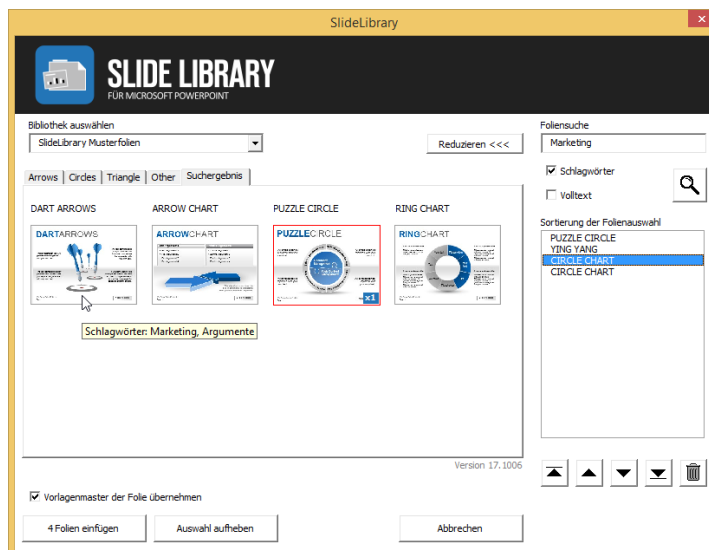 SlideLibrary
SLIDE LIBRARY
FÜR MICROSOFT POWERPOINT
Bibliothek auswählen
SlideLibrary Musterfolien
Reduzieren <<<
Arrows
Circles
Triangle
Other
Suchergebnis
DART ARROWS
ARROW CHART
PUZZLE CIRCLE
RING CHART
DARTARROWS
ARROWCHART
PUZZLECIRCLE
RINGCHART
x1
Schlagwörter: Marketing, Argumente
Version 17.1006
Vorlagenmaster der Folie übernehmen
4 Folien einfügen
Auswahl aufheben
Abbrechen
Foliensuche
Marketing
Schlagwörter
Volltext
Sortierung der Folienauswahl
PUZZLE CIRCLE
YING YANG
CIRCLE CHART
CIRCLE CHART